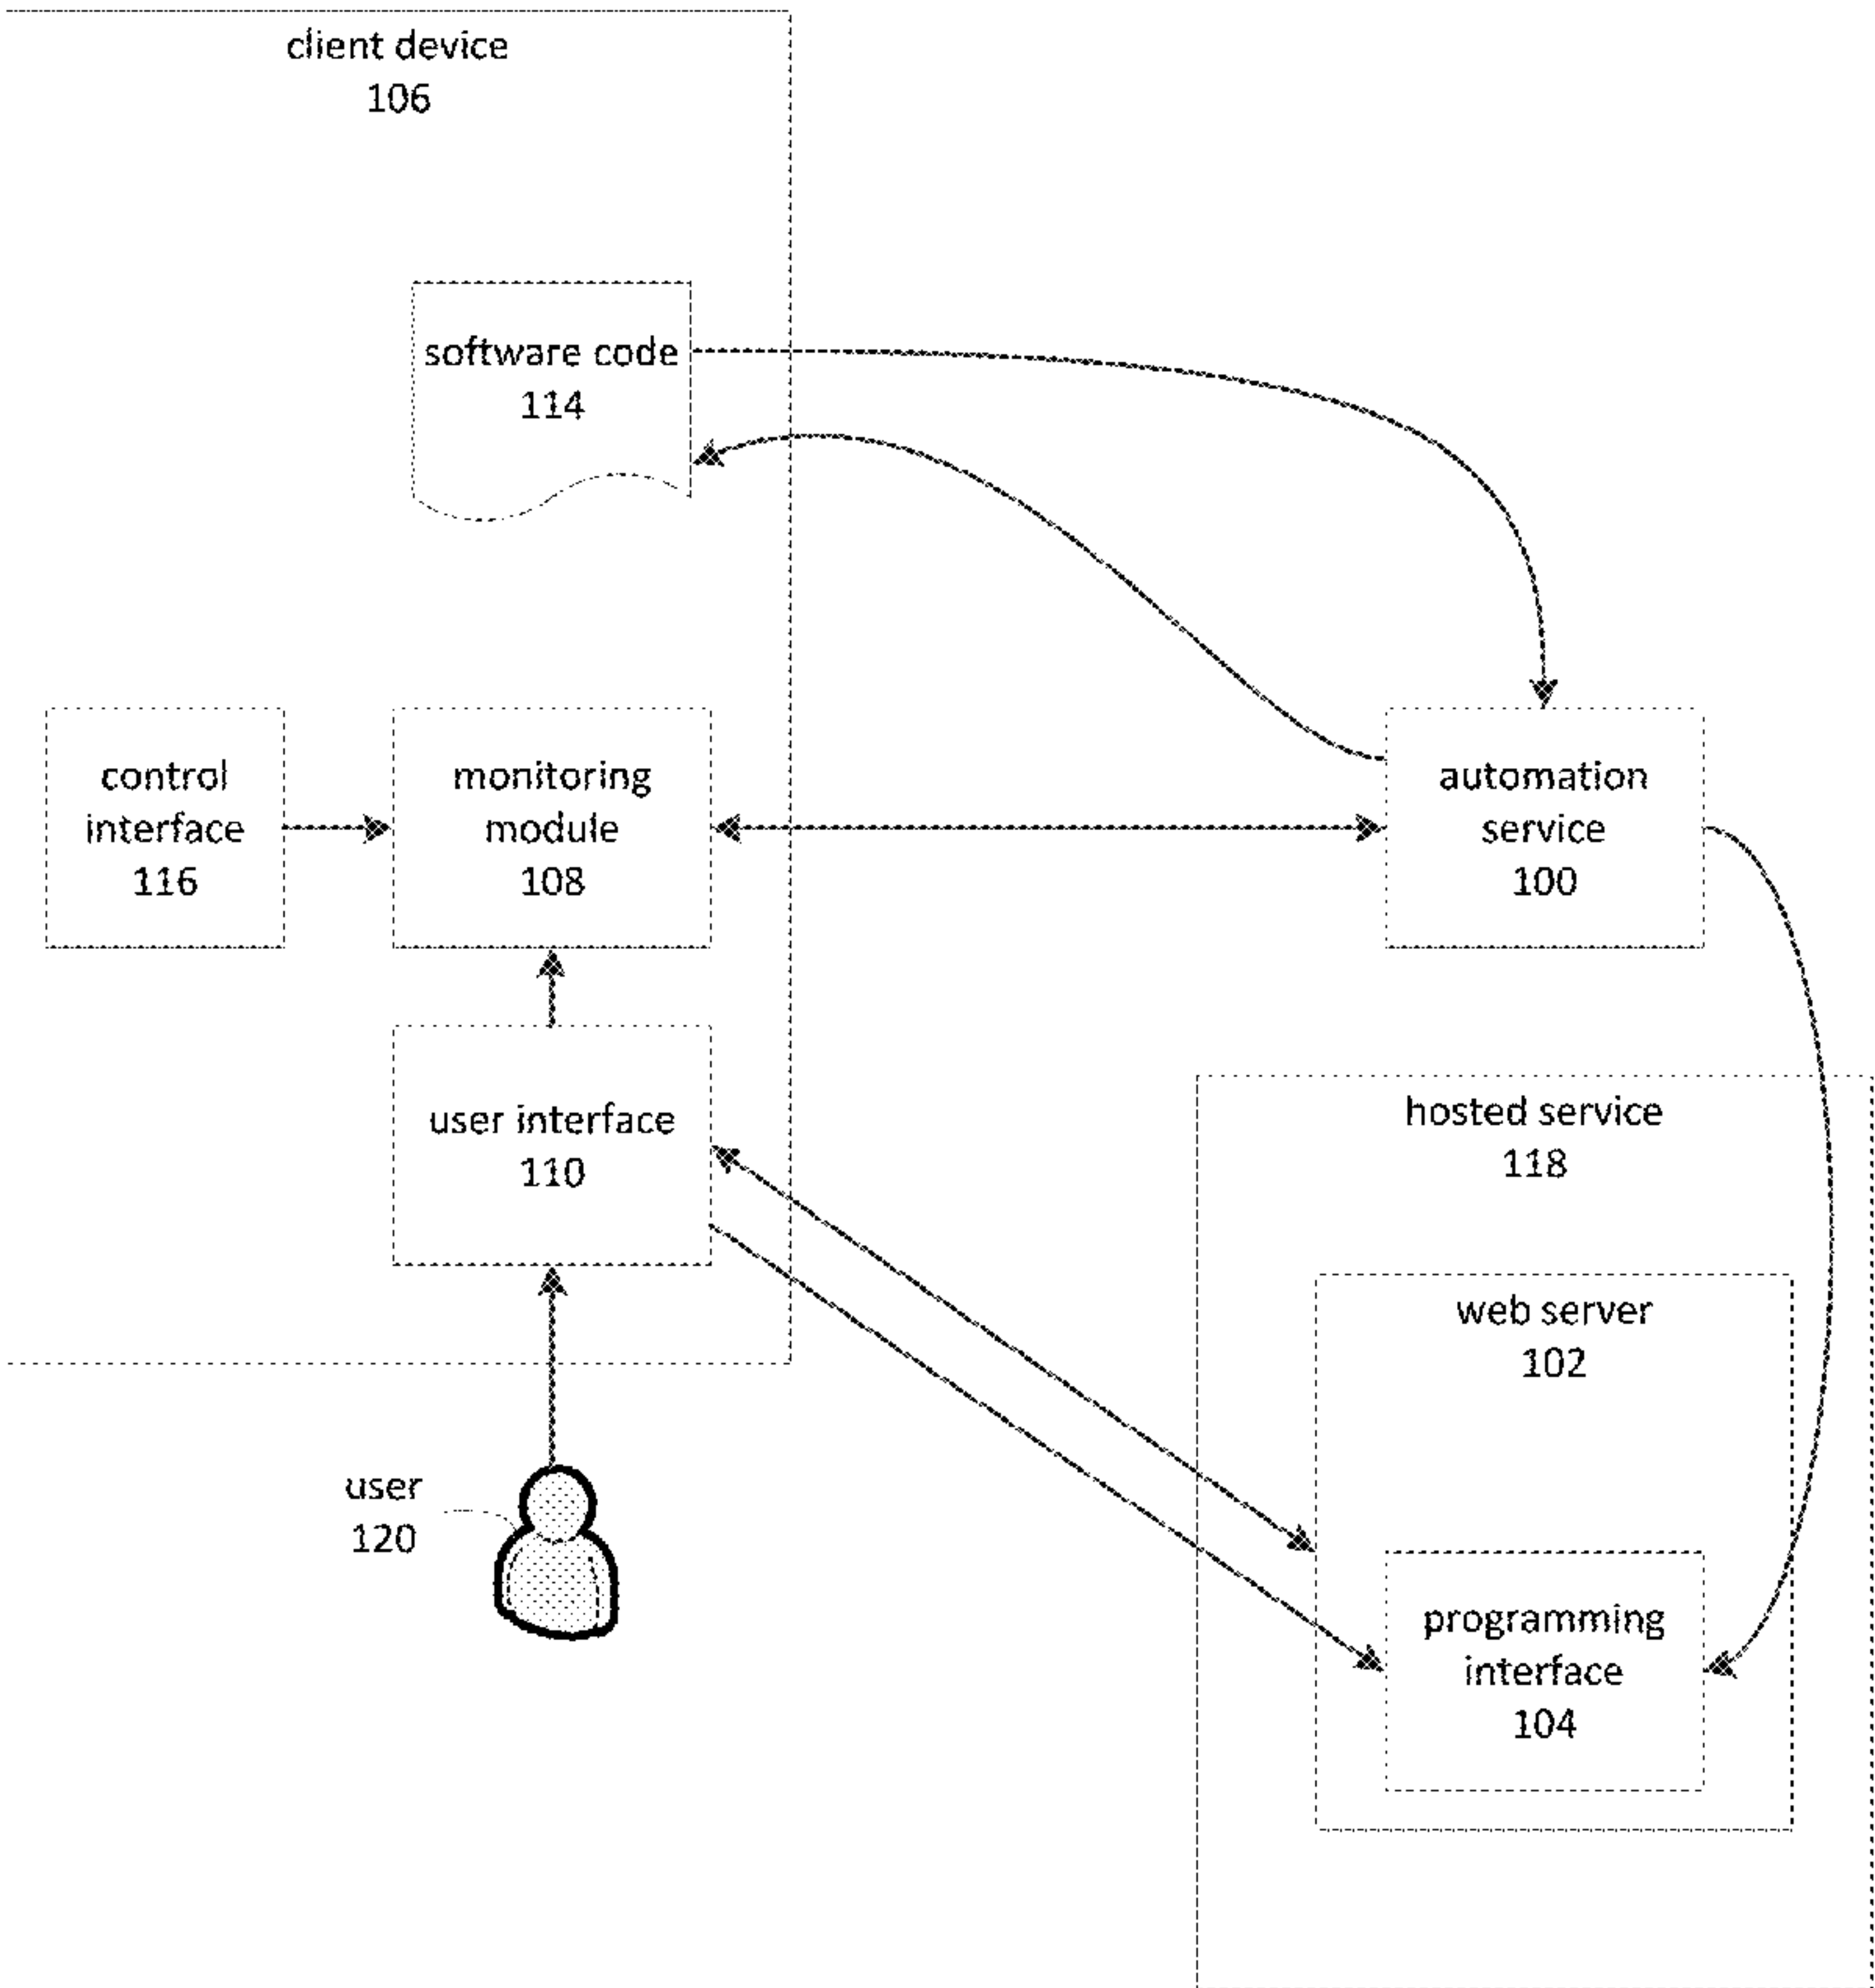 client device
106
software code
114
control
interface
116
monitoring
module
108
automation
service
100
user interface
110
hosted service
118
web server
102
user
120
programming
interface
104